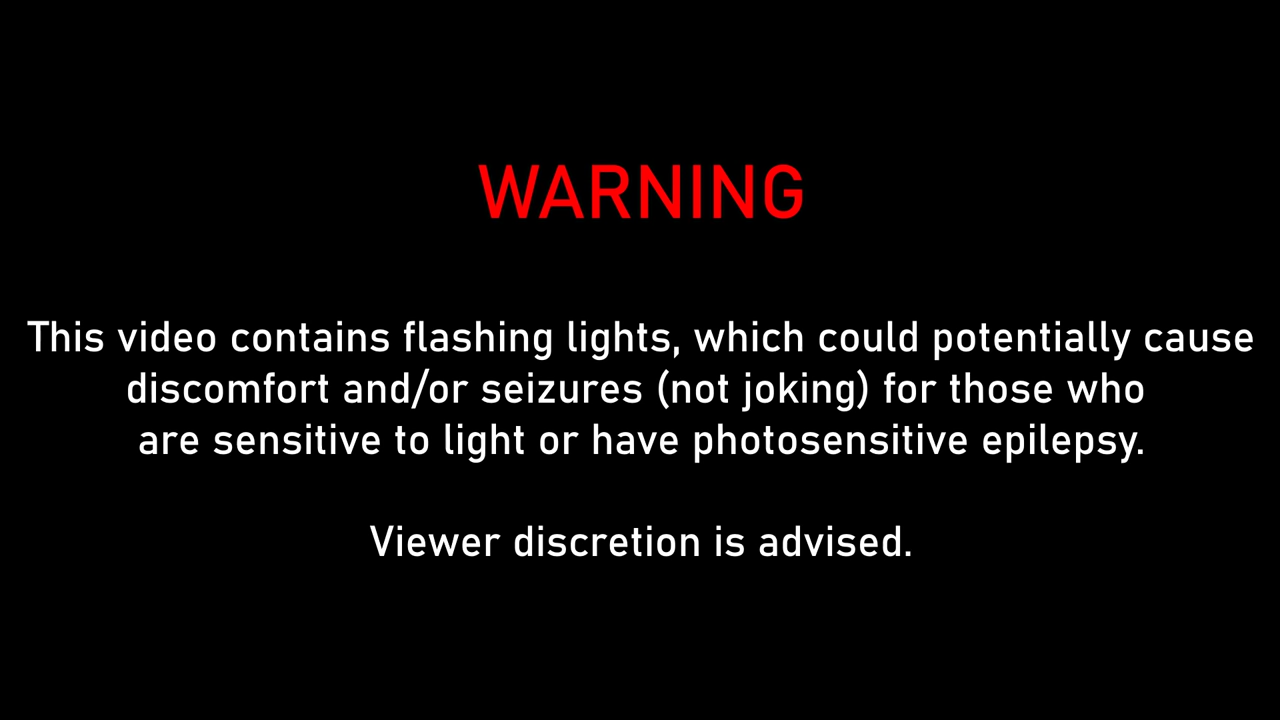 WARNING
This video contains flashing lights, which could potentially cause
discomfort and/or seizures (not joking) for those who
are sensitive to light or have photosensitive epilepsy.
Viewer discretion is advised.